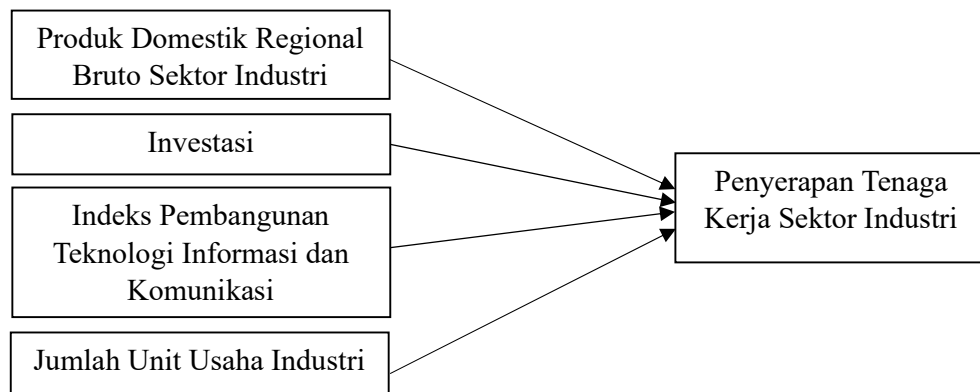 Produk Domestik Regional
Bruto Sektor Industri
Investasi
Indeks Pembangunan
Teknologi Informasi dan
Komunikasi
Jumlah Unit Usaha Industri
Penyerapan Tenaga
Kerja Sektor Industri